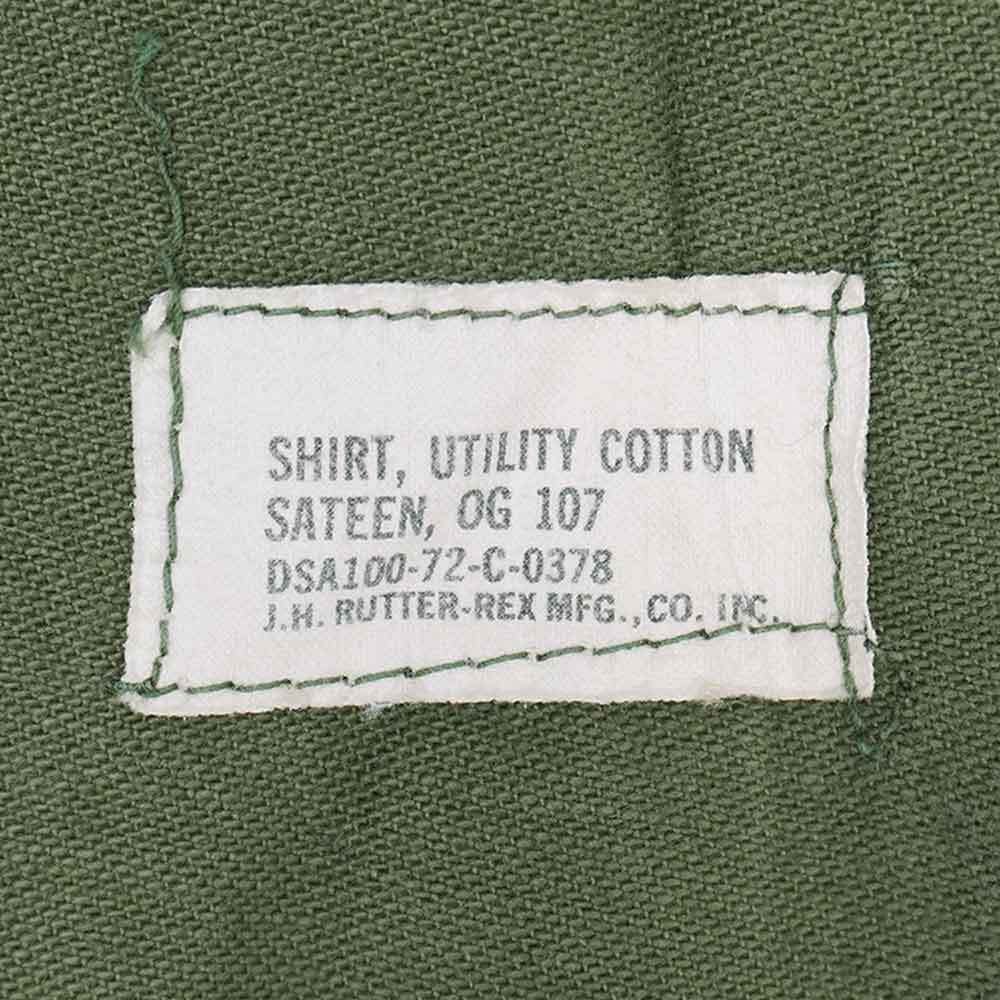 SHIRT, UTILITY COTTON
SATEEN, OG 107
DSA100-72-C-0378
J.H. RUTTER-REX MFG.,CO. INC.